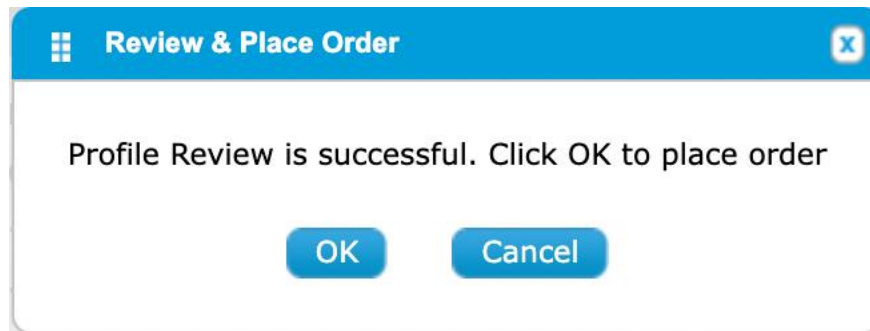 Review & Place Order
x
Profile Review is successful. Click OK to place order
OK
Cancel